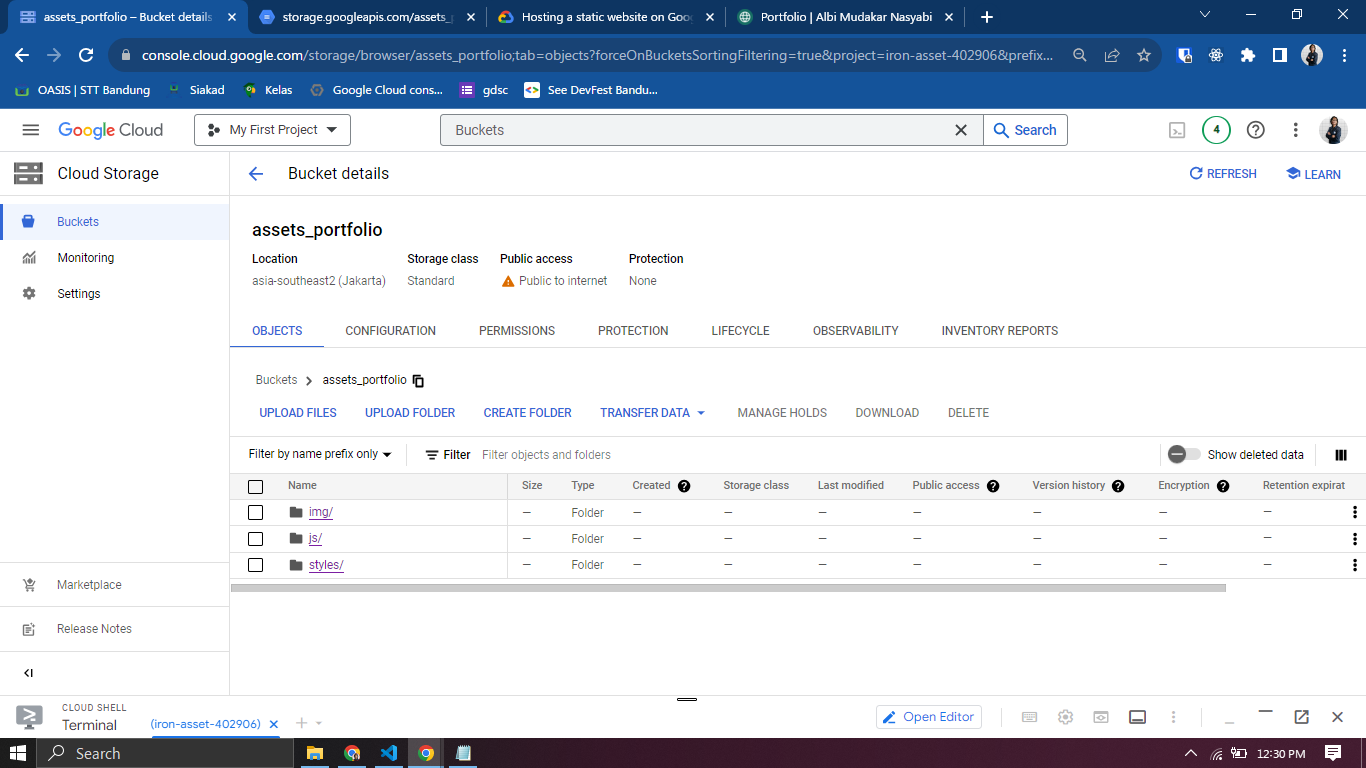 assets_portfolio – Bucket details
storage.googleapis.com/assets_p
Hosting a static website on Goo
Portfolio | Albi Mudakar Nasyabi
console.cloud.google.com/storage/browser/assets_portfolio;tab=objects?forceOnBucketsSortingFiltering=true&project=iron-asset-402906&prefix...
OASIS | STT Bandung
Siakad
Kelas
Google Cloud cons...
gdsc
See DevFest Bandu...
Google Cloud
My First Project
Buckets
Search
4
Cloud Storage
Bucket details
REFRESH
LEARN
Buckets
Monitoring
Settings
assets_portfolio
Location Storage class Public access Protection
asia-southeast2 (Jakarta) Standard Public to internet None
OBJECTS CONFIGURATION PERMISSIONS PROTECTION LIFECYCLE OBSERVABILITY INVENTORY REPORTS
Buckets > assets_portfolio
UPLOAD FILES UPLOAD FOLDER CREATE FOLDER TRANSFER DATA MANAGE HOLDS DOWNLOAD DELETE
Filter by name prefix only Filter Filter objects and folders Show deleted data
Name Size Type Created Storage class Last modified Public access Version history Encryption Retention expirat
img/ — Folder — — — — — — —
js/ — Folder — — — — — — —
styles/ — Folder — — — — — — —
Marketplace
Release Notes
CLOUD SHELL
Terminal
(iron-asset-402906)
Open Editor
Search
12:30 PM